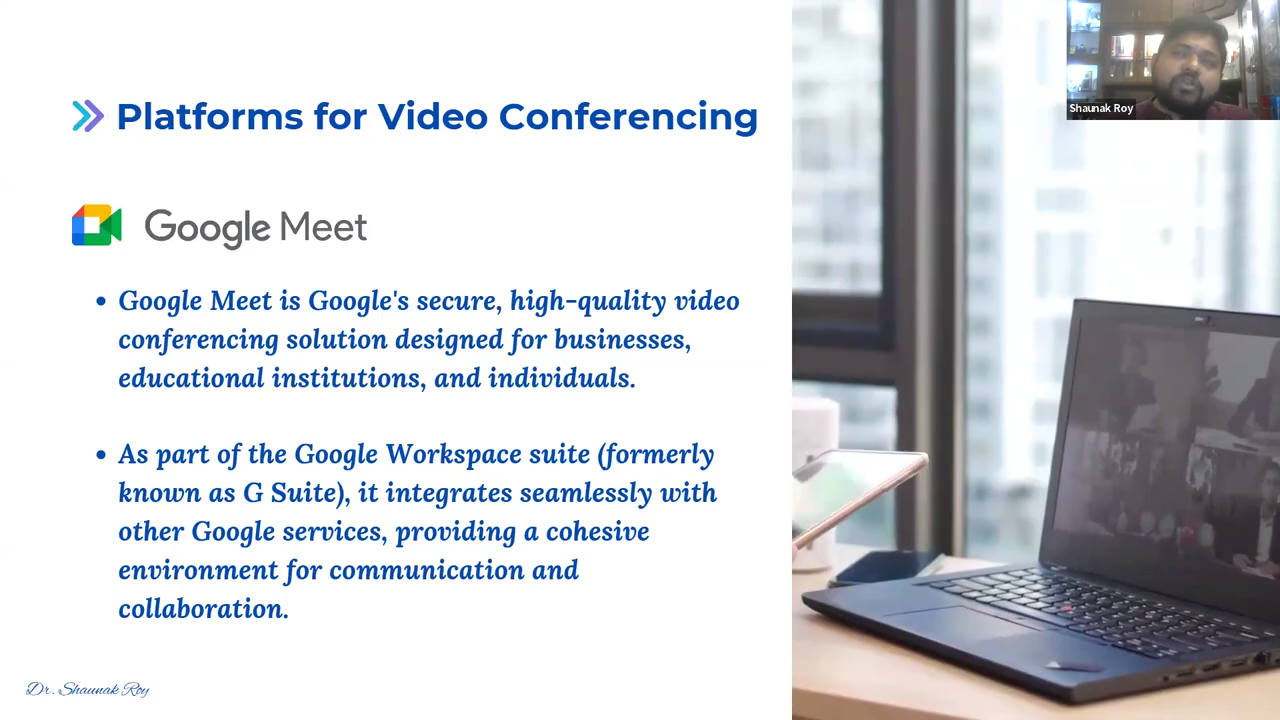 Platforms for Video Conferencing
Shaunak Roy
Google Meet
• Google Meet is Google's secure, high-quality video
conferencing solution designed for businesses,
educational institutions, and individuals.
• As part of the Google Workspace suite (formerly
known as G Suite), it integrates seamlessly with
other Google services, providing a cohesive
environment for communication and
collaboration.
Dr. Shaunak Roy